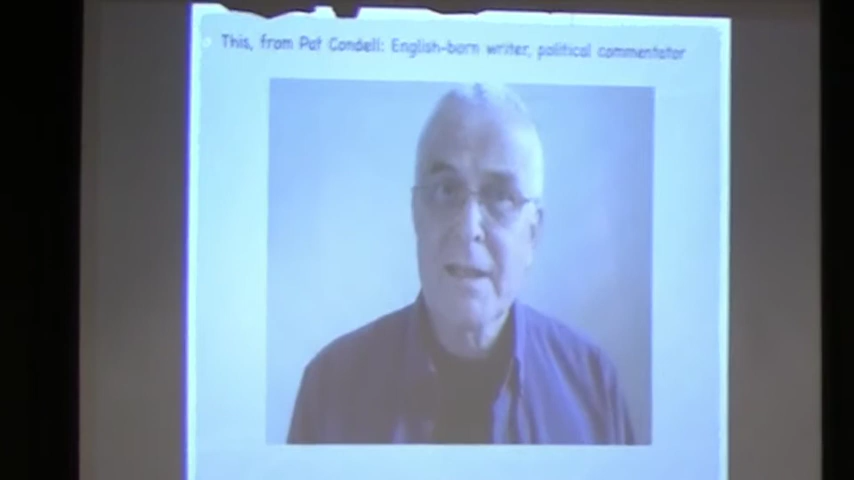 This, from Pat Condell: English-born writer, political commentator